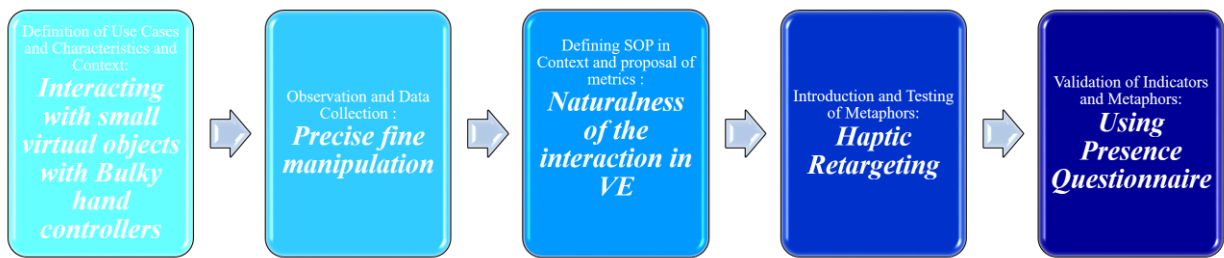 Definition of Use Cases
and Characteristics and
Context:
Interacting
with small
virtual objects
with Bulky
hand
controllers
Observation and Data
Collection :
Precise fine
manipulation
Defining SOP in
Context and proposal of
metrics :
Naturalness
of the
interaction in
VE
Introduction and Testing
of Metaphors:
Haptic
Retargeting
Validation of Indicators
and Metaphors:
Using
Presence
Questionnaire